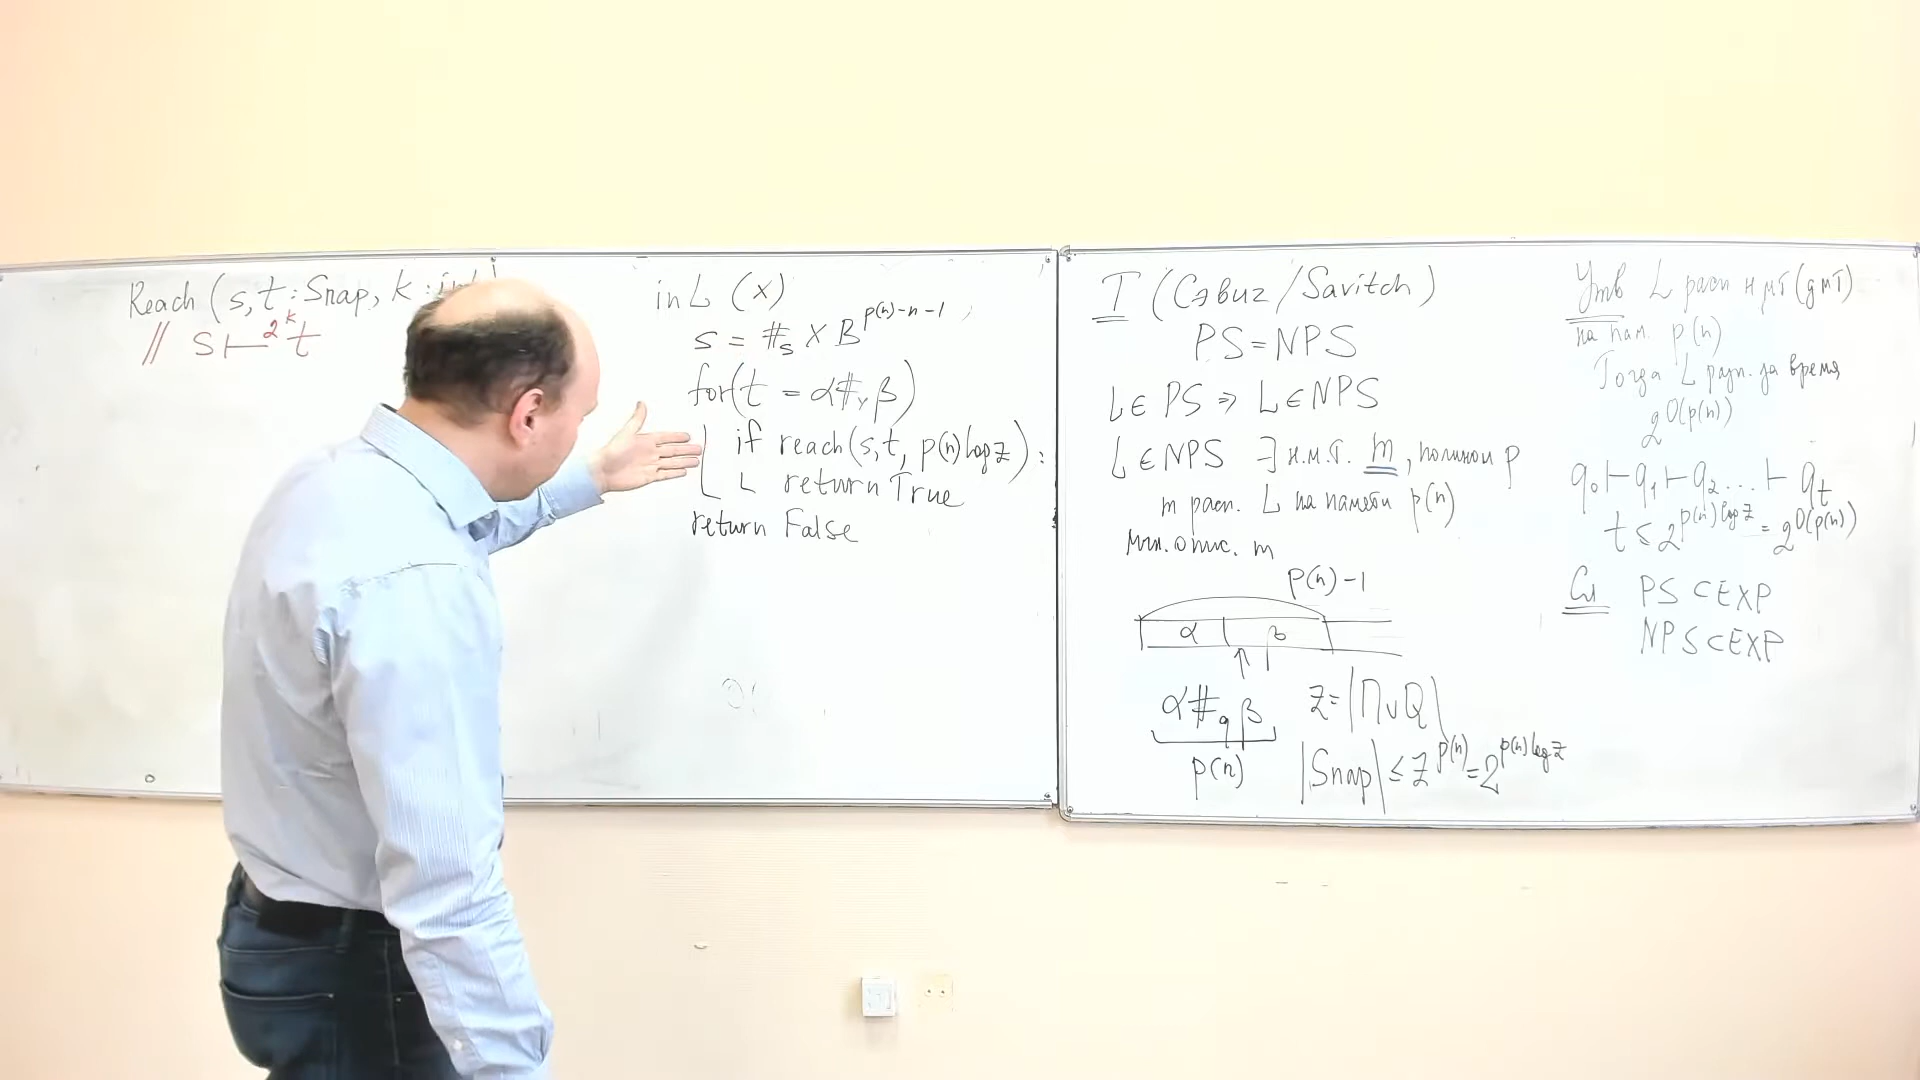 Reach (s,t : Snap, k : int)
// S ⊢^{2^k} t
in L (x)
s = #_s X B^{p(n)-n-1}
for(t = α#_Y β)
if reach(s,t, p(n) log z):
return True
return False
T (Сэвич/Savitch)
PS = NPS
L ∈ PS ⇒ L ∈ NPS
L ∈ NPS ∃ н.м.т. m, полином p
m расп. L на памяти p(n)
Мгн. опис. m
p(n)-1
α β
α #_q β
p(n)
z = |Π ∪ Q|
|Snap| ≤ z^{p(n)} = 2^{p(n) log z}
Утв L расп НМТ (ДМТ)
на пам. p(n)
Тогда L расп. за время
2^{O(p(n))}
q_0 ⊢ q_1 ⊢ q_2 ... ⊢ q_t
t ≤ 2^{p(n) log z} = 2^{O(p(n))}
Сл PS ⊂ EXP
NPS ⊂ EXP